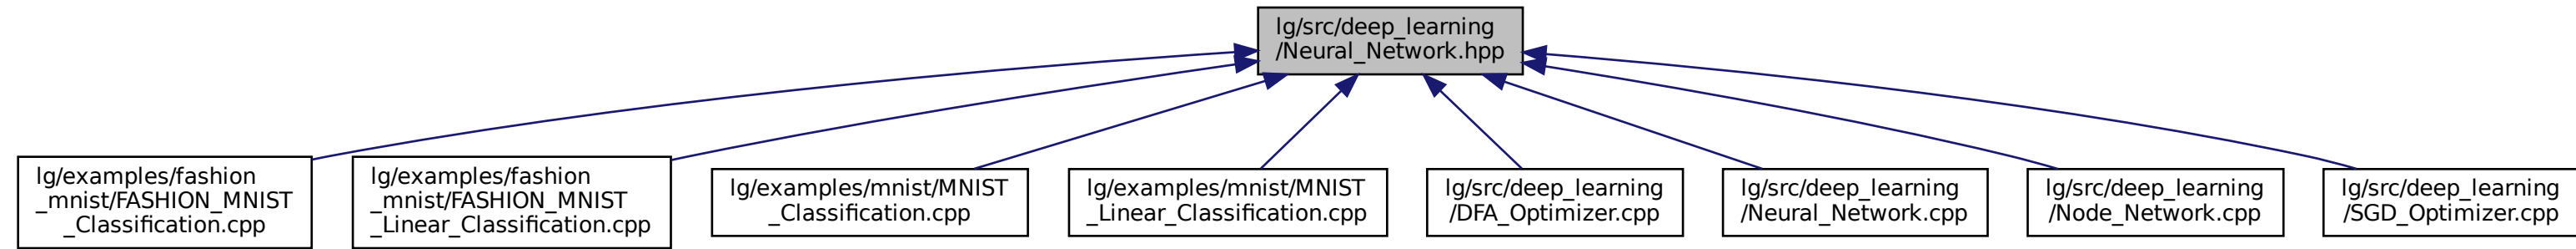 lg/src/deep_learning
/Neural_Network.hpp
lg/examples/fashion
_mnist/FASHION_MNIST
_Classification.cpp
lg/examples/fashion
_mnist/FASHION_MNIST
_Linear_Classification.cpp
lg/examples/mnist/MNIST
_Classification.cpp
lg/examples/mnist/MNIST
_Linear_Classification.cpp
lg/src/deep_learning
/DFA_Optimizer.cpp
lg/src/deep_learning
/Neural_Network.cpp
lg/src/deep_learning
/Node_Network.cpp
lg/src/deep_learning
/SGD_Optimizer.cpp